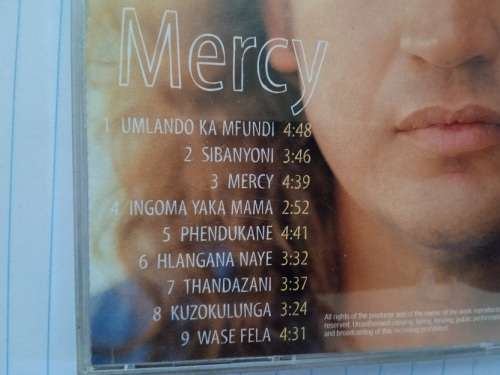 Mercy
1 UMLANDO KA MFUNDI 4:48
2 SIBANYONI 3:46
3 MERCY 4:39
4 INGOMA YAKA MAMA 2:52
5 PHENDUKANE 4:41
6 HLANGANA NAYE 3:32
7 THANDAZANI 3:37
8 KUZOKULUNGA 3:24
9 WASE FELA 4:31
All rights of the producer and of the owner of the work reproduced
reserved. Unauthorised copying, hiring, lending, public performance
and broadcasting of this recording prohibited